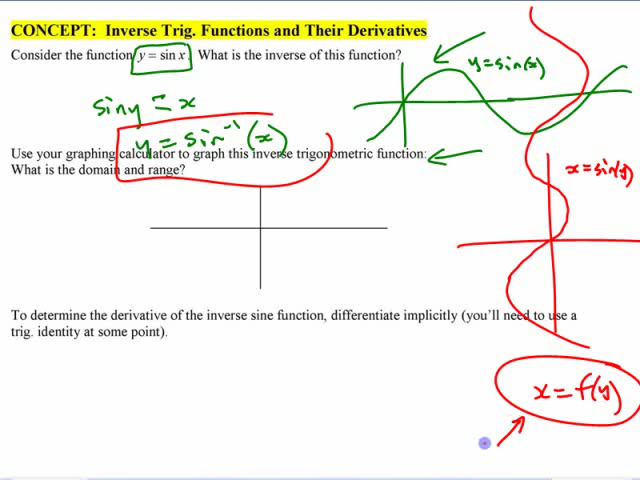 CONCEPT: Inverse Trig. Functions and Their Derivatives
Consider the function y = sin x. What is the inverse of this function?
y=sin(x)
sin y = x
y = sin⁻¹(x)
Use your graphing calculator to graph this inverse trigonometric function:
What is the domain and range?
x=sin(y)
To determine the derivative of the inverse sine function, differentiate implicitly (you'll need to use a
trig. identity at some point).
x=f(y)